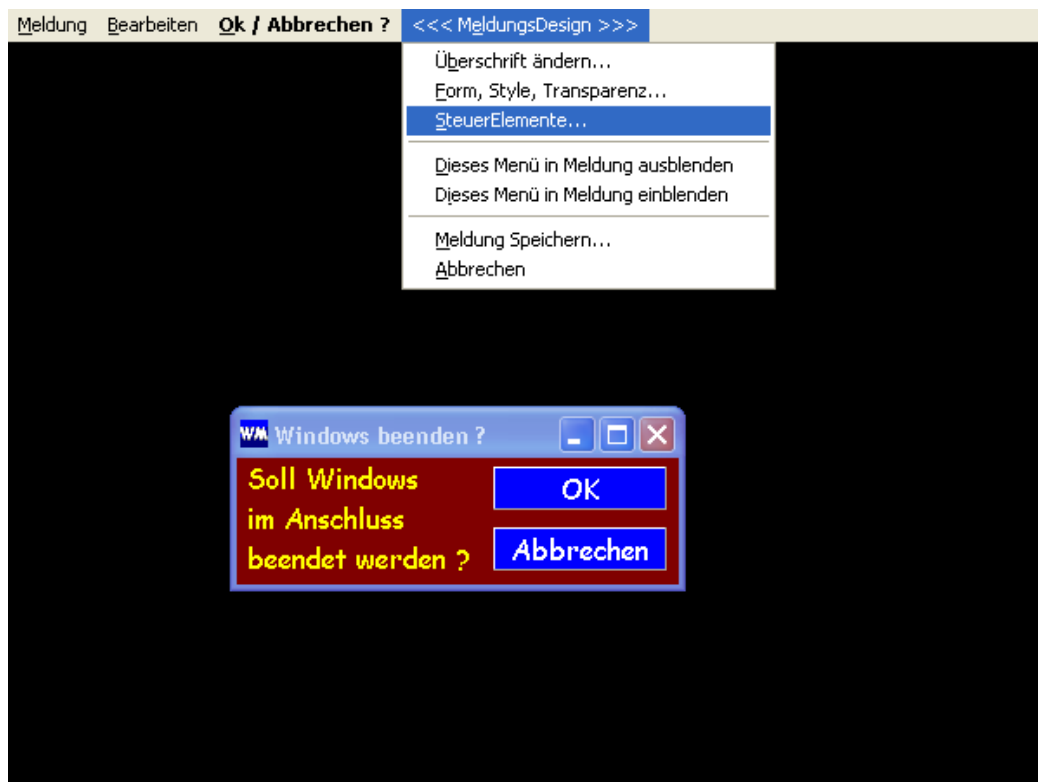 Meldung Bearbeiten Ok / Abbrechen ? <<< MeldungsDesign >>>
Überschrift ändern...
Form, Style, Transparenz...
SteuerElemente...
Dieses Menü in Meldung ausblenden
Dieses Menü in Meldung einblenden
Meldung Speichern...
Abbrechen
WM Windows beenden ?
Soll Windows
im Anschluss
beendet werden ?
OK
Abbrechen